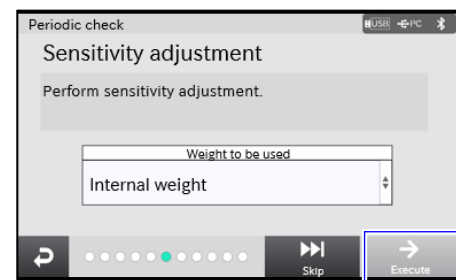 Periodic check
USB PC
Sensitivity adjustment
Perform sensitivity adjustment.
Weight to be used
Internal weight
Skip
Execute